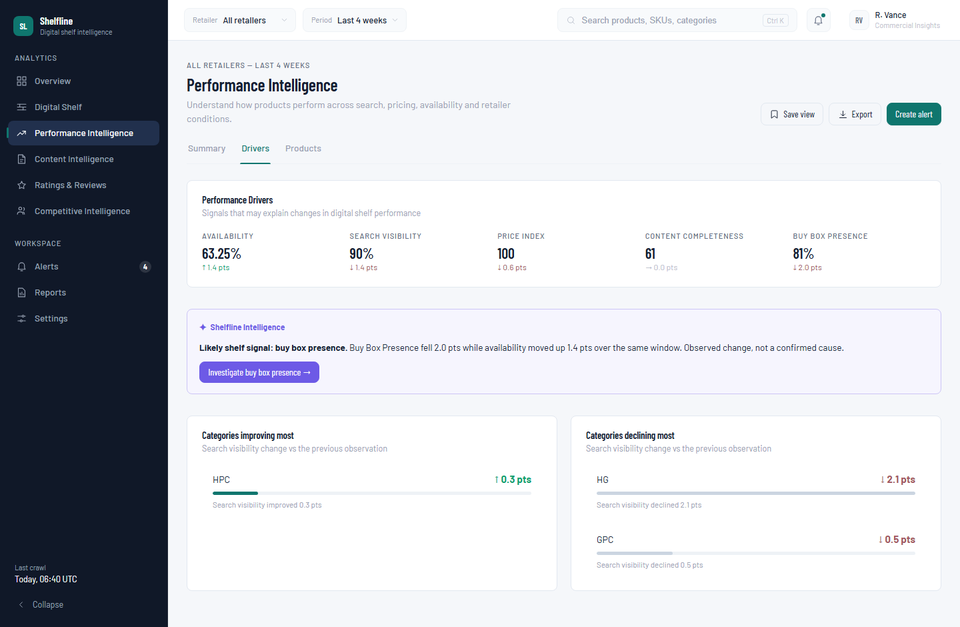 SL
Shelfline
Digital shelf intelligence
ANALYTICS
Overview
Digital Shelf
Performance Intelligence
Content Intelligence
Ratings & Reviews
Competitive Intelligence
WORKSPACE
Alerts 4
Reports
Settings
Last crawl
Today, 06:40 UTC
Collapse
Retailer All retailers
Period Last 4 weeks
Search products, SKUs, categories Ctrl K
RV
R. Vance
Commercial Insights
ALL RETAILERS — LAST 4 WEEKS
Performance Intelligence
Understand how products perform across search, pricing, availability and retailer
conditions.
Save view
Export
Create alert
Summary Drivers Products
Performance Drivers
Signals that may explain changes in digital shelf performance
AVAILABILITY
63.25%
↑ 1.4 pts
SEARCH VISIBILITY
90%
↓ 1.4 pts
PRICE INDEX
100
↓ 0.6 pts
CONTENT COMPLETENESS
61
→ 0.0 pts
BUY BOX PRESENCE
81%
↓ 2.0 pts
Shelfline Intelligence
Likely shelf signal: buy box presence. Buy Box Presence fell 2.0 pts while availability moved up 1.4 pts over the same window. Observed change, not a confirmed cause.
Investigate buy box presence →
Categories improving most
Search visibility change vs the previous observation
HPC ↑ 0.3 pts
Search visibility improved 0.3 pts
Categories declining most
Search visibility change vs the previous observation
HG ↓ 2.1 pts
Search visibility declined 2.1 pts
GPC ↓ 0.5 pts
Search visibility declined 0.5 pts